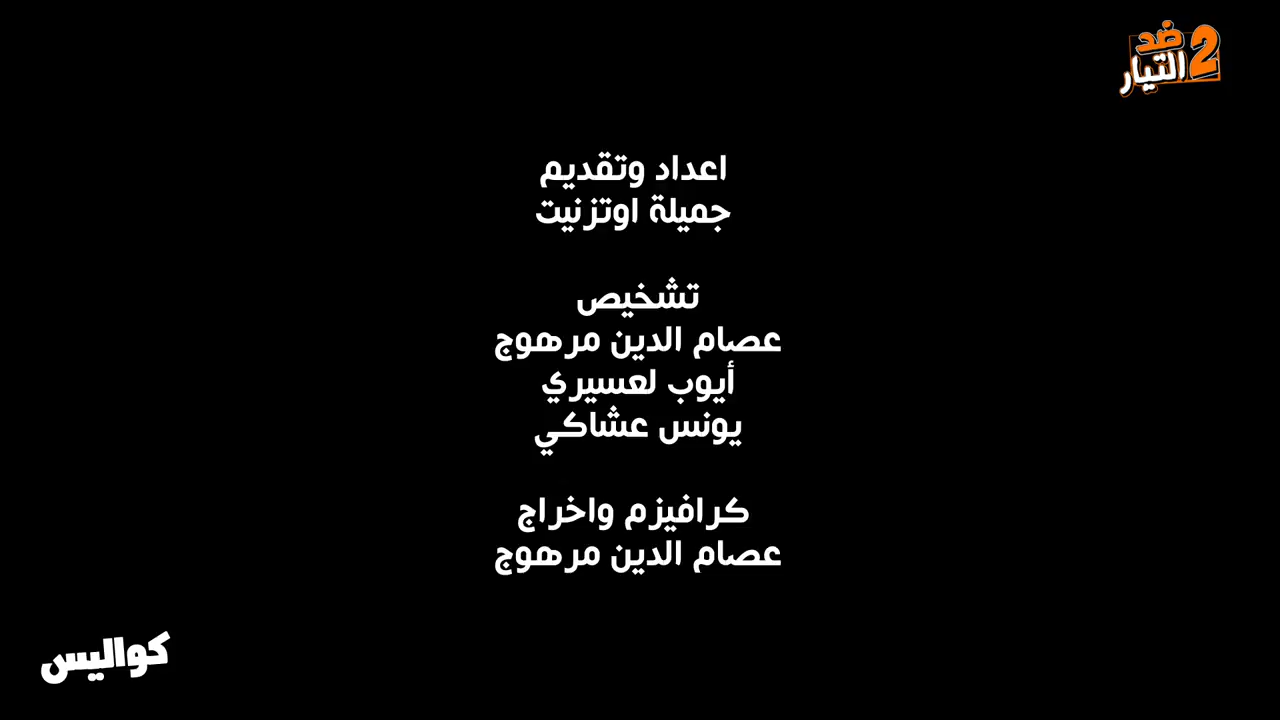 ضد
التيار 2
اعداد وتقديم
جميلة اوتزنيت
تشخيص
عصام الدين مرهوج
أيوب لعسيري
يونس عشاكي
كرافيزم واخراج
عصام الدين مرهوج
كواليس